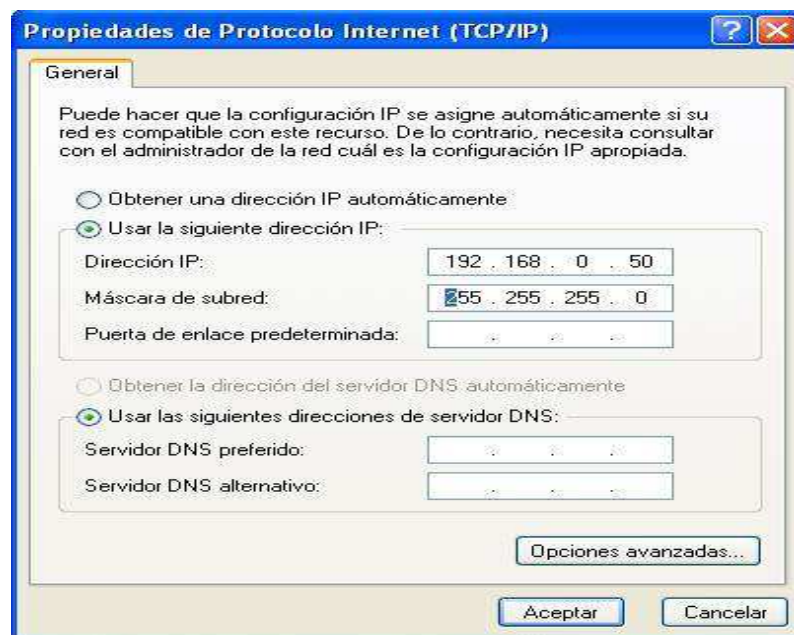 Propiedades de Protocolo Internet (TCP/IP)
General
Puede hacer que la configuración IP se asigne automáticamente si su
red es compatible con este recurso. De lo contrario, necesita consultar
con el administrador de la red cuál es la configuración IP apropiada.
Obtener una dirección IP automáticamente
Usar la siguiente dirección IP:
Dirección IP: 192 . 168 . 0 . 50
Máscara de subred: 255 . 255 . 255 . 0
Puerta de enlace predeterminada: . . .
Obtener la dirección del servidor DNS automáticamente
Usar las siguientes direcciones de servidor DNS:
Servidor DNS preferido: . . .
Servidor DNS alternativo: . . .
Opciones avanzadas...
Aceptar Cancelar